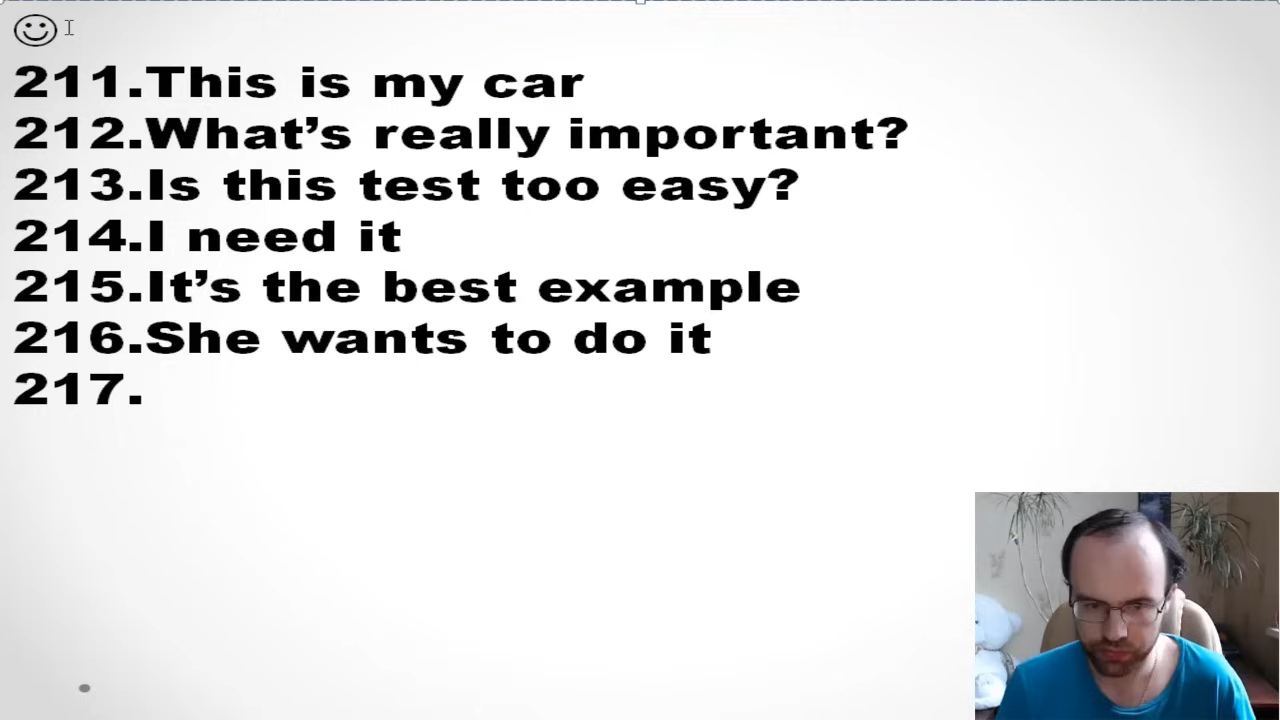 211.This is my car
212.What’s really important?
213.Is this test too easy?
214.I need it
215.It’s the best example
216.She wants to do it
217.